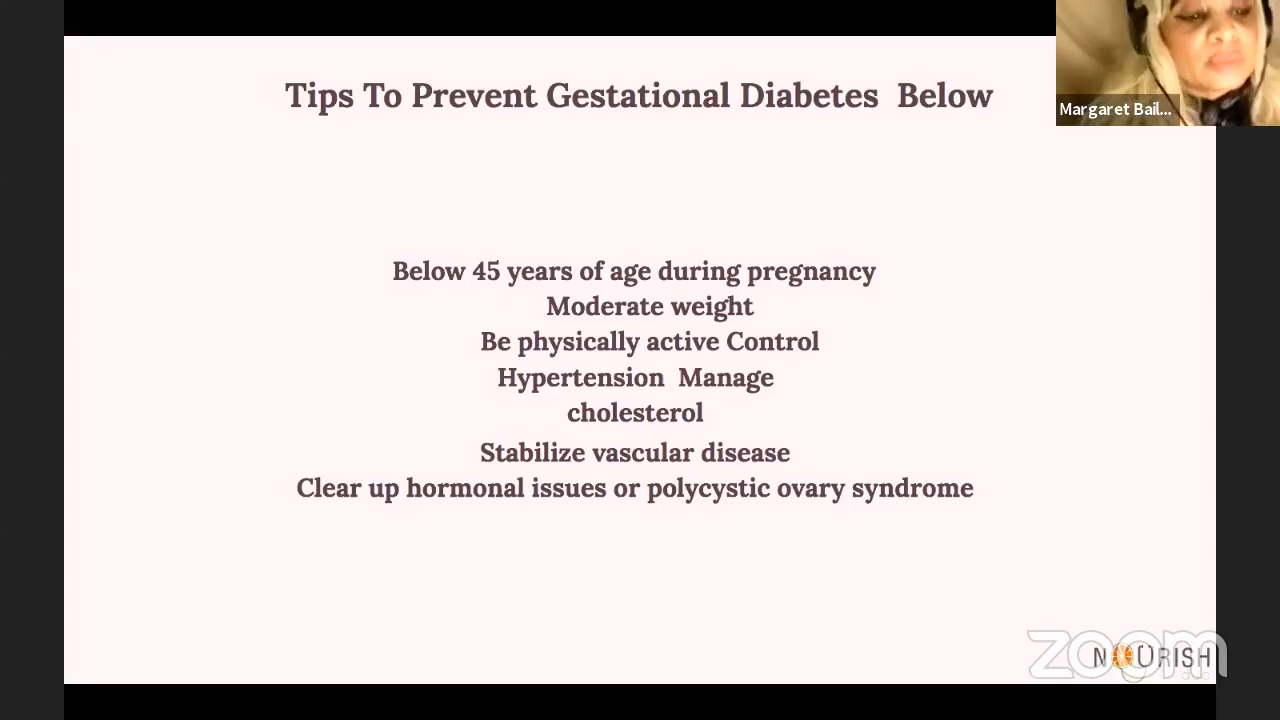 Tips To Prevent Gestational Diabetes Below
Margaret Bail...
Below 45 years of age during pregnancy
Moderate weight
Be physically active Control
Hypertension Manage
cholesterol
Stabilize vascular disease
Clear up hormonal issues or polycystic ovary syndrome
zoom
NOURISH